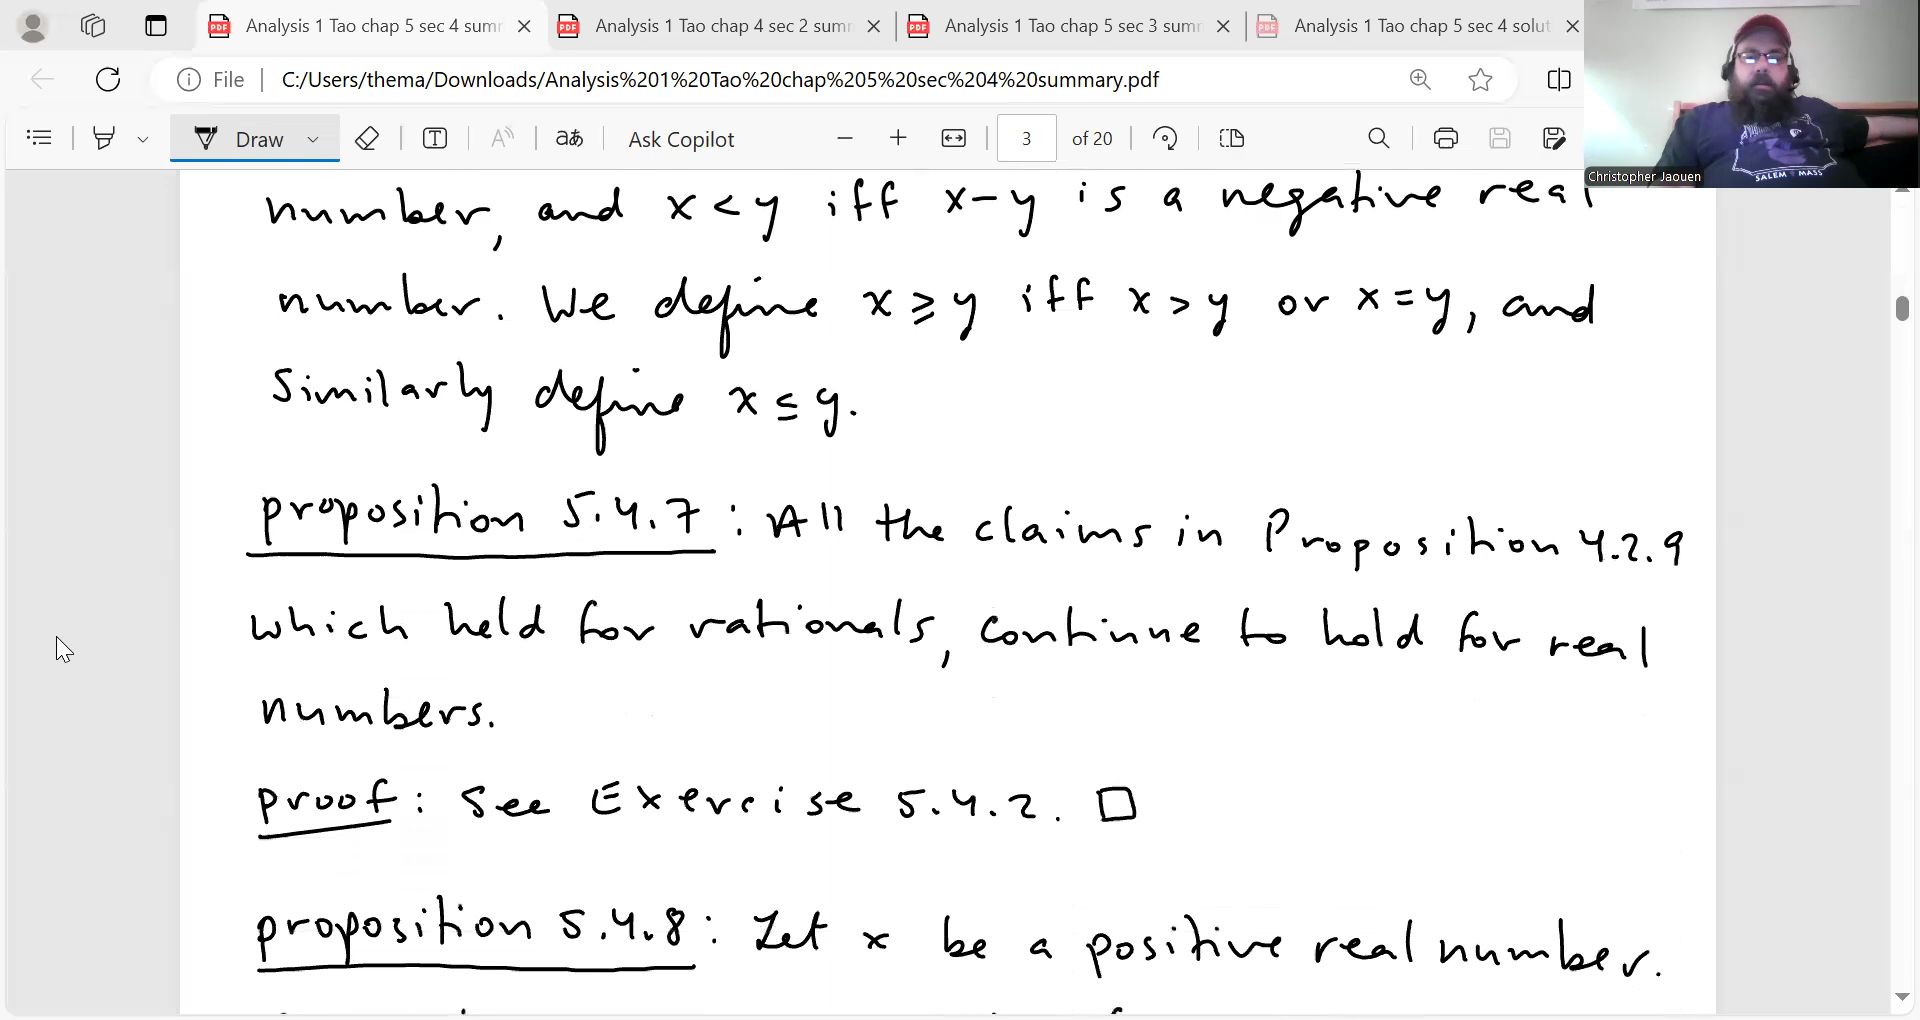 Analysis 1 Tao chap 5 sec 4 sumr
Analysis 1 Tao chap 4 sec 2 sumr
Analysis 1 Tao chap 5 sec 3 sumr
Analysis 1 Tao chap 5 sec 4 solut
File
C:/Users/thema/Downloads/Analysis%201%20Tao%20chap%205%20sec%204%20summary.pdf
Draw
Ask Copilot
3 of 20
SALEM MASS
Christopher Jaouen
number, and x < y iff x-y is a negative real
number. We define x ≥ y iff x > y or x = y, and
Similarly define x ≤ y.
proposition 5.4.7 : All the claims in Proposition 4.2.9
which held for rationals, continue to hold for real
numbers.
proof : See Exercise 5.4.2. □
proposition 5.4.8 : Let x be a positive real number.